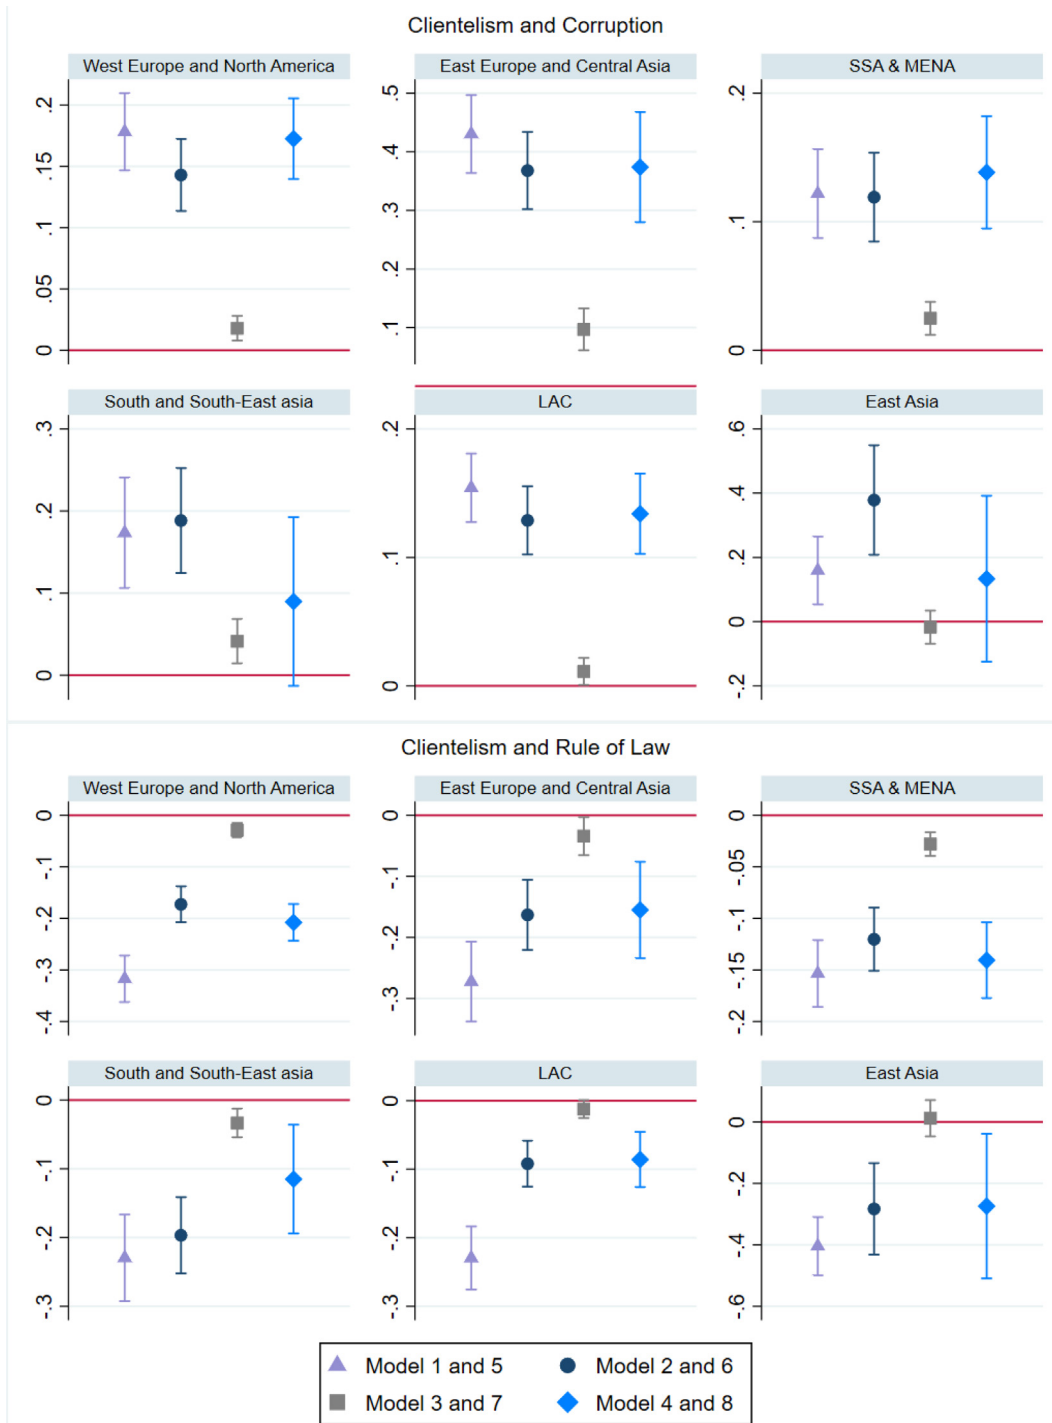 Clientelism and Corruption
West Europe and North America
East Europe and Central Asia
SSA & MENA
.2
.15
.1
.05
0
.5
.4
.3
.2
.1
.2
.1
0
South and South-East asia
LAC
East Asia
.3
.2
.1
0
.2
.1
0
.6
.4
.2
0
-.2
Clientelism and Rule of Law
West Europe and North America
East Europe and Central Asia
SSA & MENA
0
-.1
-.2
-.3
-.4
0
-.1
-.2
-.3
0
-.05
-.1
-.15
-.2
South and South-East asia
LAC
East Asia
0
-.1
-.2
-.3
0
-.1
-.2
-.3
0
-.2
-.4
-.6
Model 1 and 5
Model 2 and 6
Model 3 and 7
Model 4 and 8